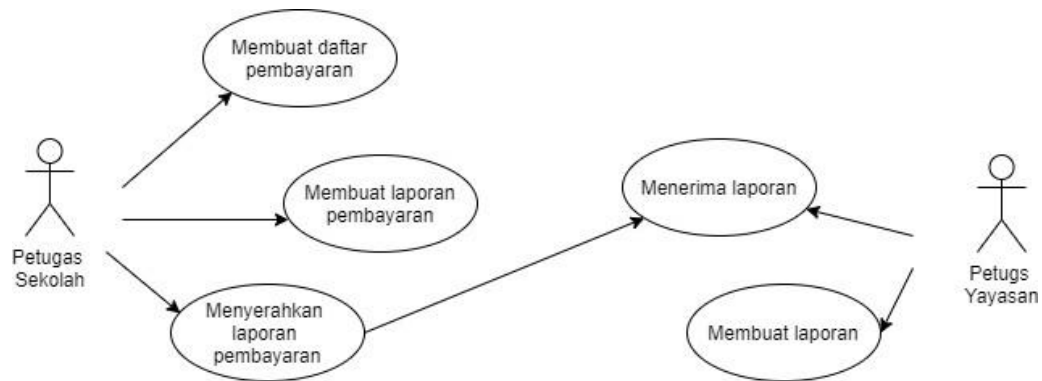 Membuat daftar
pembayaran
Membuat laporan
pembayaran
Menerima laporan
Petugas
Sekolah
Petugs
Yayasan
Menyerahkan
laporan
pembayaran
Membuat laporan